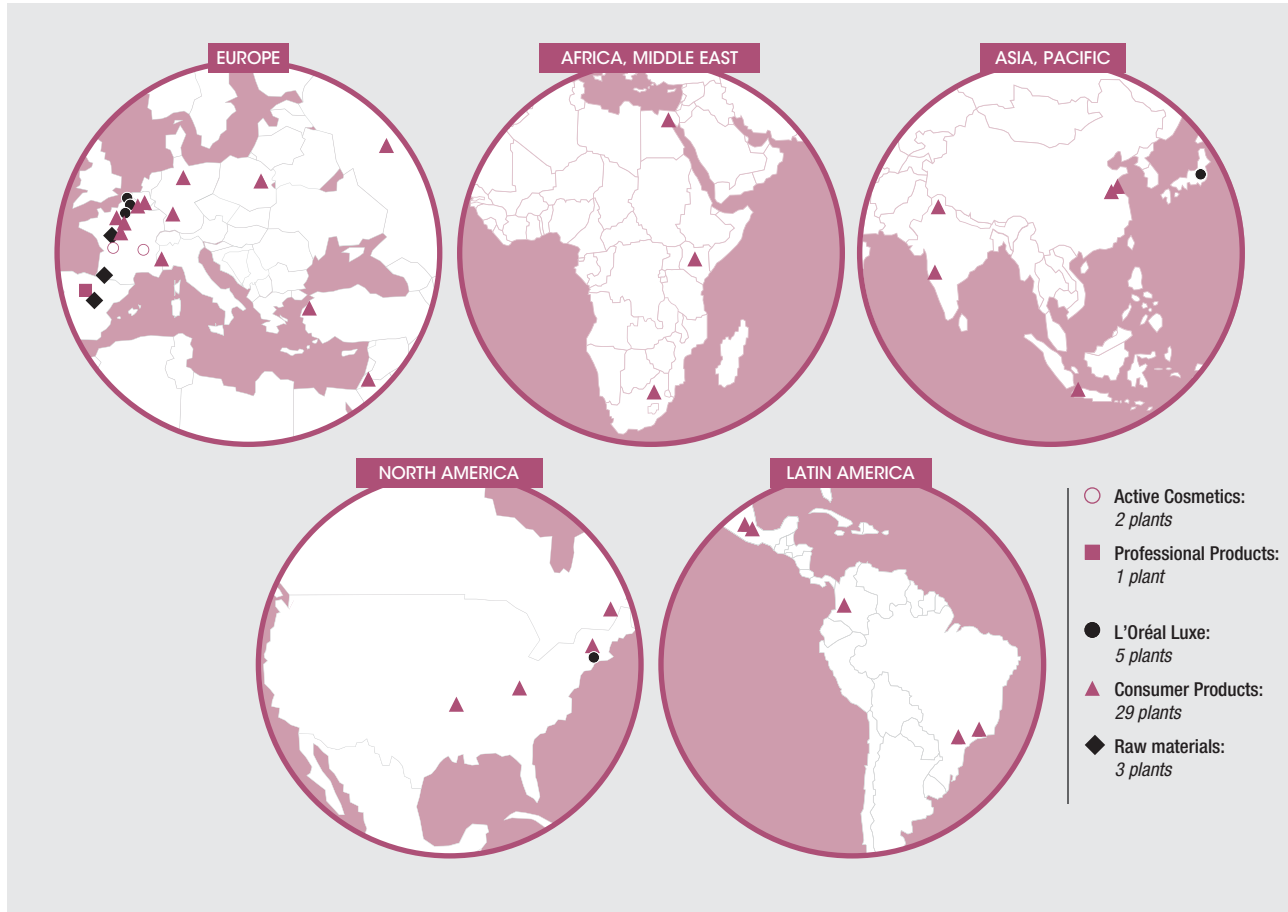 EUROPE
AFRICA, MIDDLE EAST
ASIA, PACIFIC
NORTH AMERICA
LATIN AMERICA
Active Cosmetics:
2 plants
Professional Products:
1 plant
L’Oréal Luxe:
5 plants
Consumer Products:
29 plants
Raw materials:
3 plants